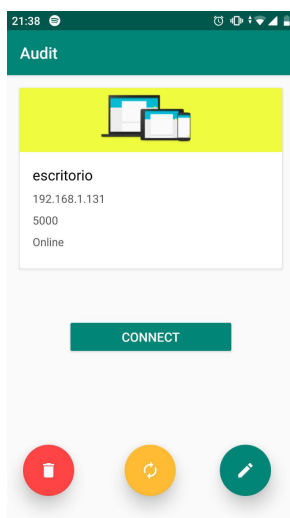 21:38
Audit
escritorio
192.168.1.131
5000
Online
CONNECT